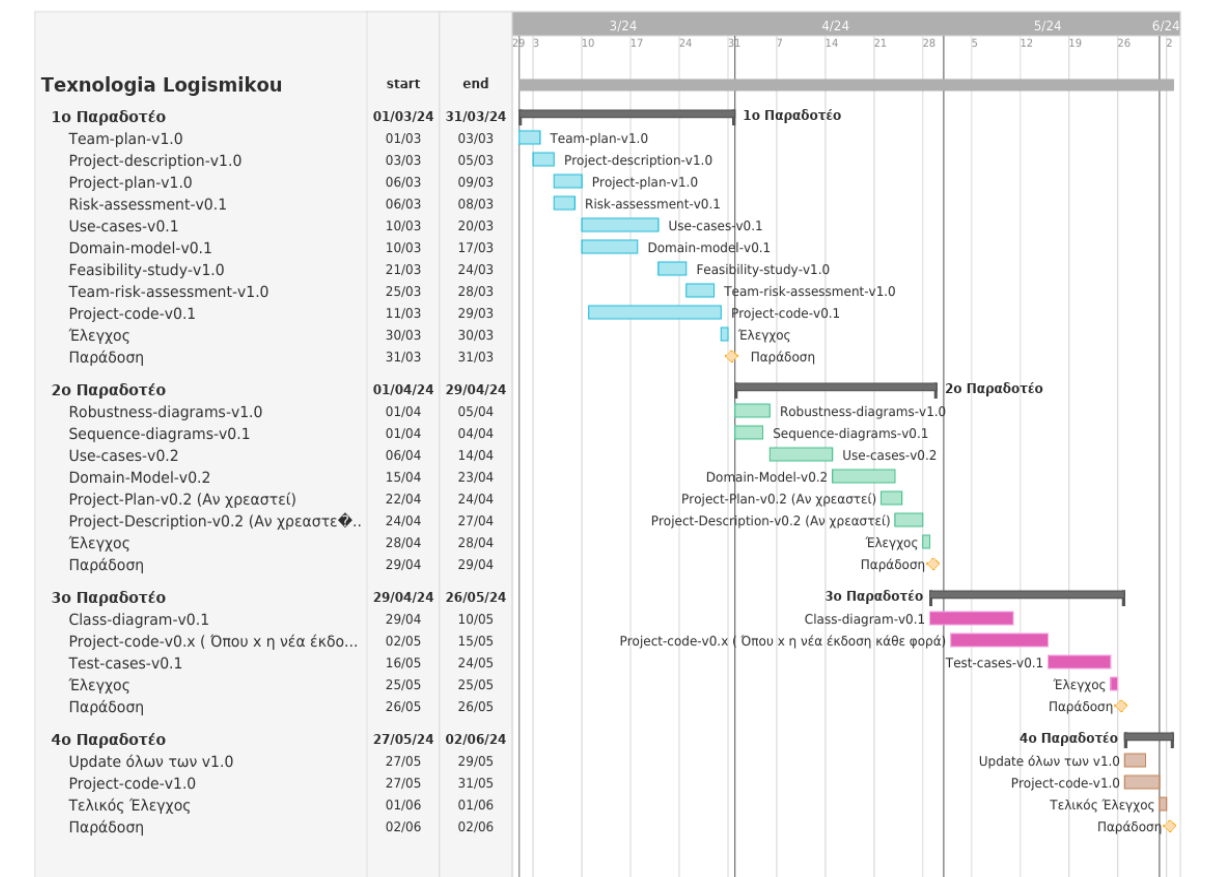 3/24 4/24 5/24 6/24
29 3 10 17 24 31 7 14 21 28 5 12 19 26 2
Texnologia Logismikou start end
1ο Παραδοτέο 01/03/24 31/03/24 1ο Παραδοτέο
Team-plan-v1.0 01/03 03/03 Team-plan-v1.0
Project-description-v1.0 03/03 05/03 Project-description-v1.0
Project-plan-v1.0 06/03 09/03 Project-plan-v1.0
Risk-assessment-v0.1 06/03 08/03 Risk-assessment-v0.1
Use-cases-v0.1 10/03 20/03 Use-cases-v0.1
Domain-model-v0.1 10/03 17/03 Domain-model-v0.1
Feasibility-study-v1.0 21/03 24/03 Feasibility-study-v1.0
Team-risk-assessment-v1.0 25/03 28/03 Team-risk-assessment-v1.0
Project-code-v0.1 11/03 29/03 Project-code-v0.1
Έλεγχος 30/03 30/03 Έλεγχος
Παράδοση 31/03 31/03 Παράδοση
2ο Παραδοτέο 01/04/24 29/04/24 2ο Παραδοτέο
Robustness-diagrams-v1.0 01/04 05/04 Robustness-diagrams-v1.0
Sequence-diagrams-v0.1 01/04 04/04 Sequence-diagrams-v0.1
Use-cases-v0.2 06/04 14/04 Use-cases-v0.2
Domain-Model-v0.2 15/04 23/04 Domain-Model-v0.2
Project-Plan-v0.2 (Αν χρεαστεί) 22/04 24/04 Project-Plan-v0.2 (Αν χρεαστεί)
Project-Description-v0.2 (Αν χρεαστε�.. 24/04 27/04 Project-Description-v0.2 (Αν χρεαστεί)
Έλεγχος 28/04 28/04 Έλεγχος
Παράδοση 29/04 29/04 Παράδοση
3ο Παραδοτέο 29/04/24 26/05/24 3ο Παραδοτέο
Class-diagram-v0.1 29/04 10/05 Class-diagram-v0.1
Project-code-v0.x ( Όπου x η νέα έκδο... 02/05 15/05 Project-code-v0.x ( Όπου x η νέα έκδοση κάθε φορά)
Test-cases-v0.1 16/05 24/05 Test-cases-v0.1
Έλεγχος 25/05 25/05 Έλεγχος
Παράδοση 26/05 26/05 Παράδοση
4ο Παραδοτέο 27/05/24 02/06/24 4ο Παραδοτέο
Update όλων των v1.0 27/05 29/05 Update όλων των v1.0
Project-code-v1.0 27/05 31/05 Project-code-v1.0
Τελικός Έλεγχος 01/06 01/06 Τελικός Έλεγχος
Παράδοση 02/06 02/06 Παράδοση